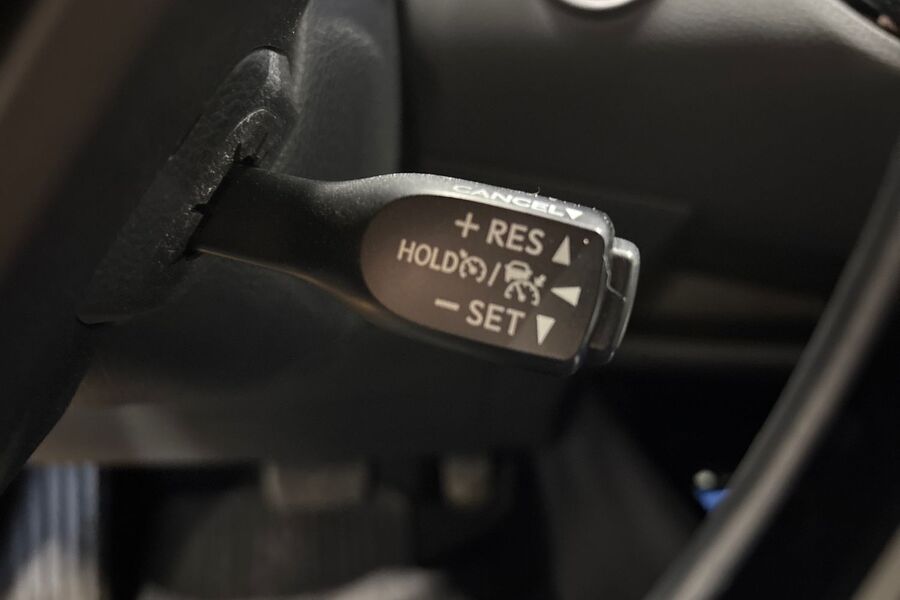 CANCEL▼
+ RES ▲
HOLD / ◀
− SET ▼